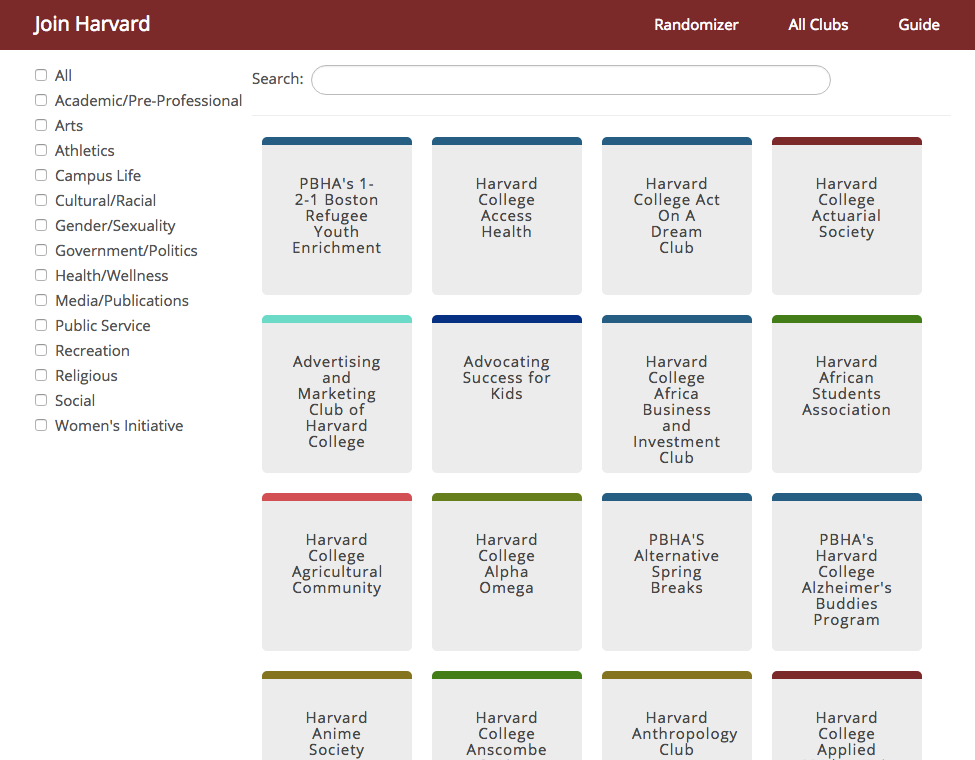 Join Harvard
Randomizer
All Clubs
Guide
All
Academic/Pre-Professional
Arts
Athletics
Campus Life
Cultural/Racial
Gender/Sexuality
Government/Politics
Health/Wellness
Media/Publications
Public Service
Recreation
Religious
Social
Women's Initiative
Search:
PBHA's 1-
2-1 Boston
Refugee
Youth
Enrichment
Harvard
College
Access
Health
Harvard
College Act
On A
Dream
Club
Harvard
College
Actuarial
Society
Advertising
and
Marketing
Club of
Harvard
College
Advocating
Success for
Kids
Harvard
College
Africa
Business
and
Investment
Club
Harvard
African
Students
Association
Harvard
College
Agricultural
Community
Harvard
College
Alpha
Omega
PBHA'S
Alternative
Spring
Breaks
PBHA's
Harvard
College
Alzheimer's
Buddies
Program
Harvard
Anime
Society
Harvard
College
Anscombe
Harvard
Anthropology
Club
Harvard
College
Applied